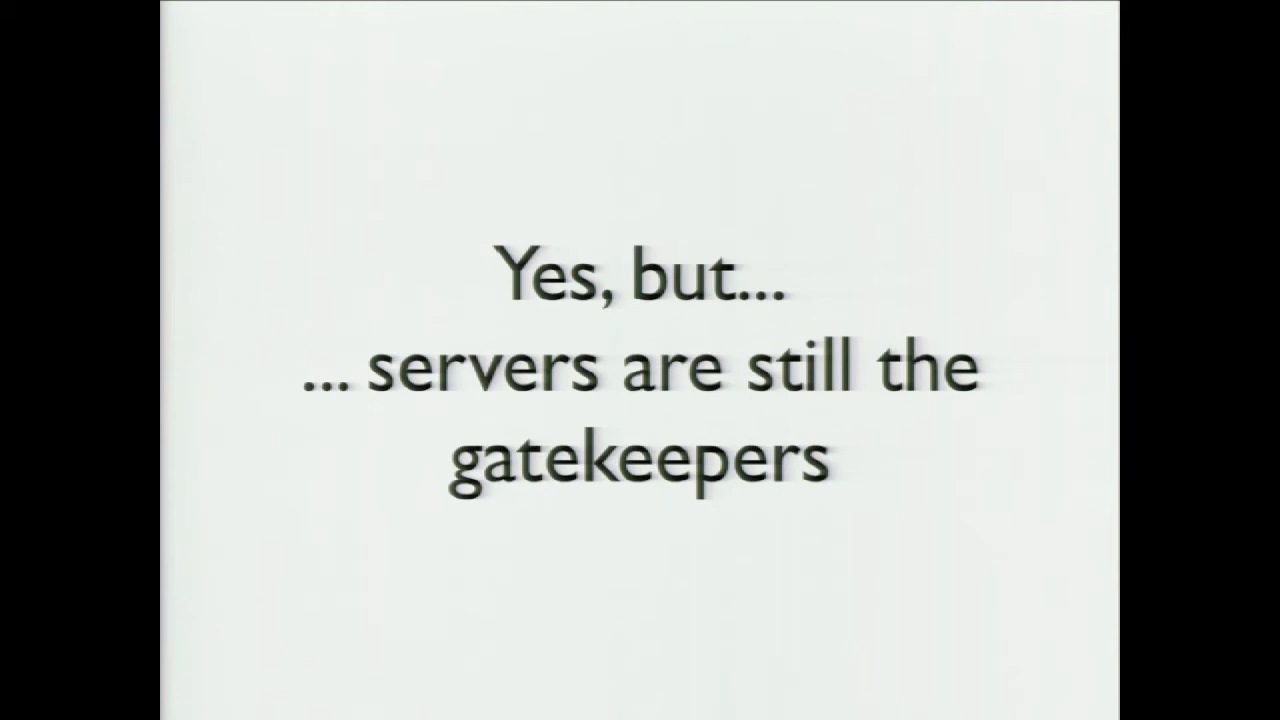 Yes, but...
... servers are still the
gatekeepers